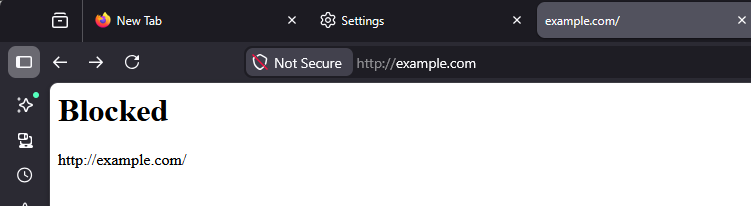 New Tab
Settings
example.com/
Not Secure
http://example.com
Blocked
http://example.com/